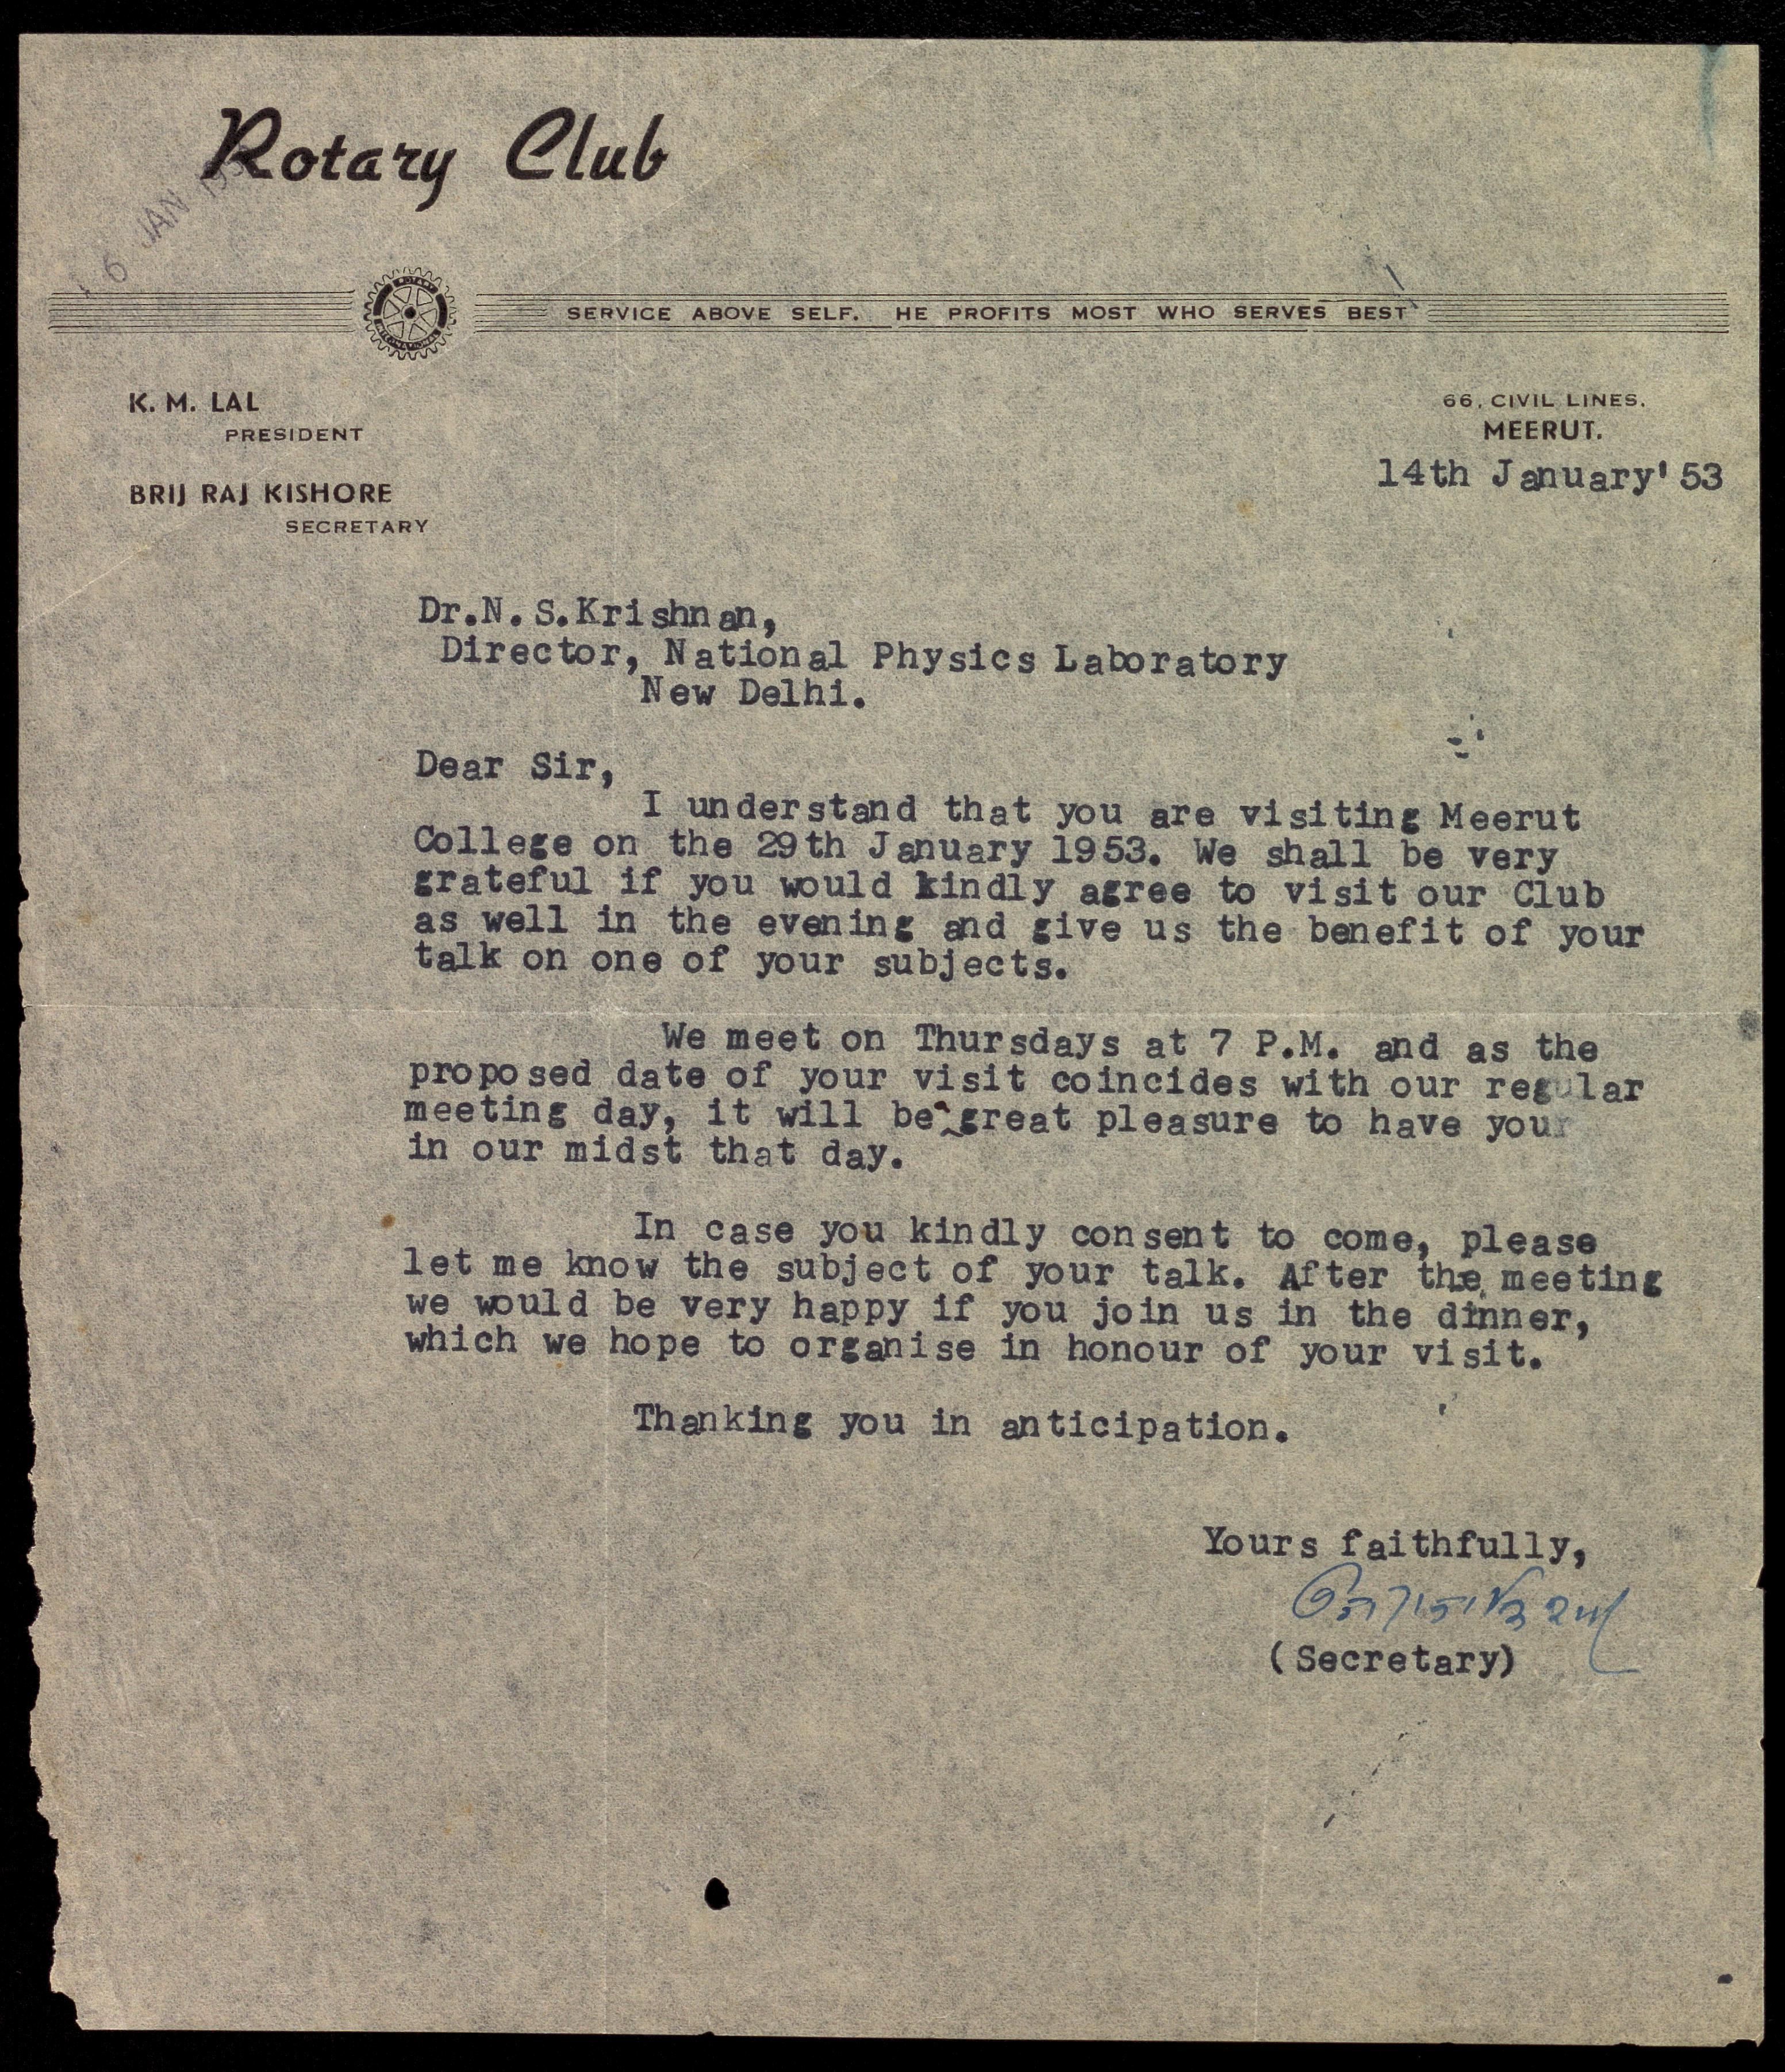 Rotary Club
16 JAN 195
ROTARY
INTERNATIONAL
SERVICE ABOVE SELF. HE PROFITS MOST WHO SERVES BEST
K. M. LAL
PRESIDENT
BRIJ RAJ KISHORE
SECRETARY
66, CIVIL LINES.
MEERUT.
14th January' 53
Dr.N.S.Krishnan,
Director, National Physics Laboratory
New Delhi.
Dear Sir,
I understand that you are visiting Meerut
College on the 29th January 1953. We shall be very
grateful if you would kindly agree to visit our Club
as well in the evening and give us the benefit of your
talk on one of your subjects.
We meet on Thursdays at 7 P.M. and as the
proposed date of your visit coincides with our regular
meeting day, it will be a great pleasure to have your
in our midst that day.
In case you kindly consent to come, please
let me know the subject of your talk. After the meeting
we would be very happy if you join us in the dinner,
which we hope to organise in honour of your visit.
Thanking you in anticipation.
Yours faithfully,
(Secretary)